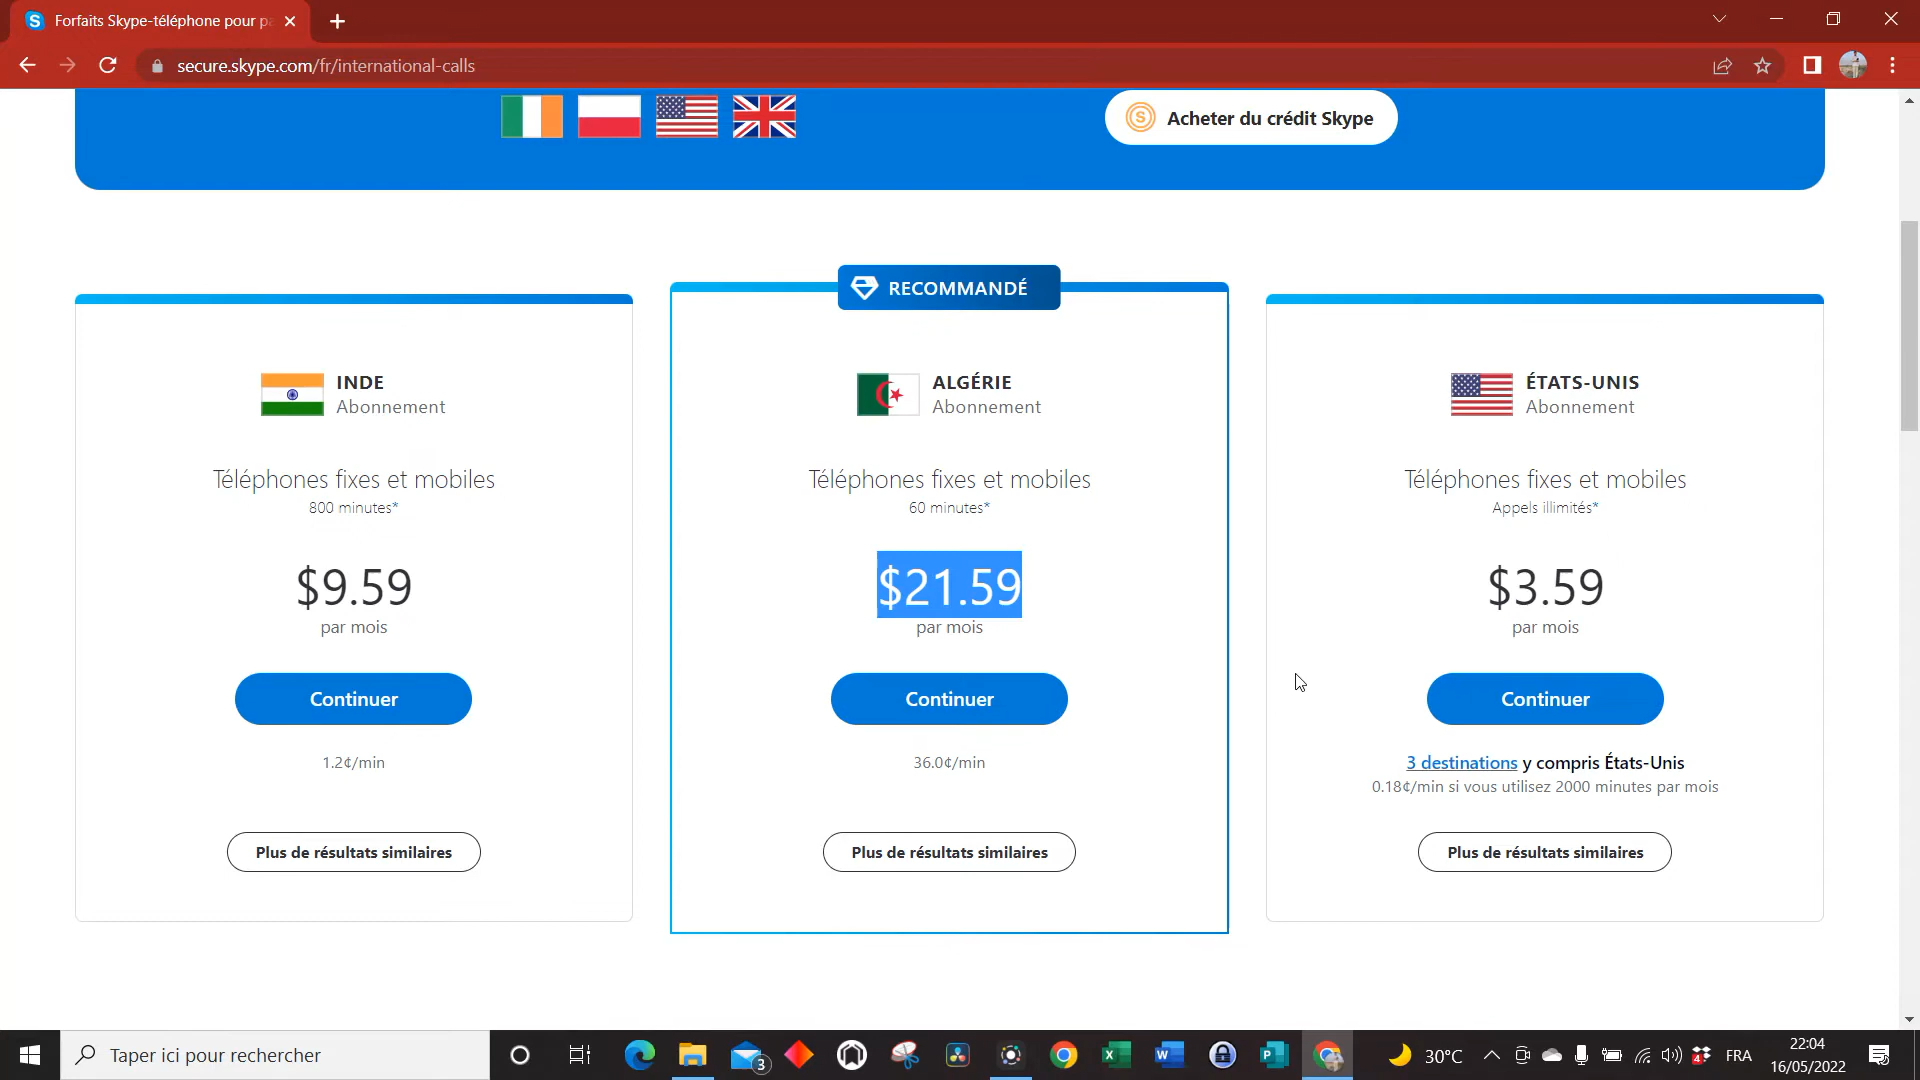 Forfaits Skype-téléphone pour pa
secure.skype.com/fr/international-calls
Acheter du crédit Skype
RECOMMANDÉ
INDE
Abonnement
Téléphones fixes et mobiles
800 minutes*
$9.59
par mois
Continuer
1.2¢/min
Plus de résultats similaires
ALGÉRIE
Abonnement
Téléphones fixes et mobiles
60 minutes*
$21.59
par mois
Continuer
36.0¢/min
Plus de résultats similaires
ÉTATS-UNIS
Abonnement
Téléphones fixes et mobiles
Appels illimités*
$3.59
par mois
Continuer
3 destinations y compris États-Unis
0.18¢/min si vous utilisez 2000 minutes par mois
Plus de résultats similaires
Taper ici pour rechercher
3
30°C
4
FRA
22:04
16/05/2022